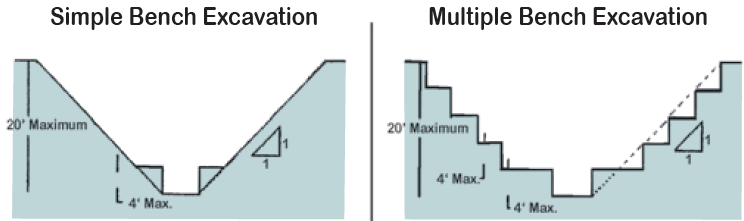 Simple Bench Excavation
20' Maximum
4' Max.
1
1
Multiple Bench Excavation
20' Maximum
4' Max.
4' Max.
1
1